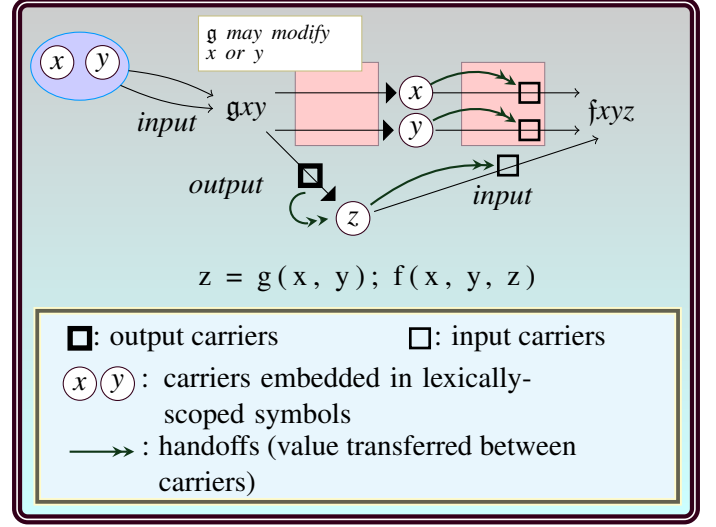 𝔤 may modify
x or y
x y
input
𝔤xy
x
y
𝔣xyz
output
input
z
z = g(x, y); f(x, y, z)
: output carriers
: input carriers
x y : carriers embedded in lexically-
scoped symbols
: handoffs (value transferred between
carriers)